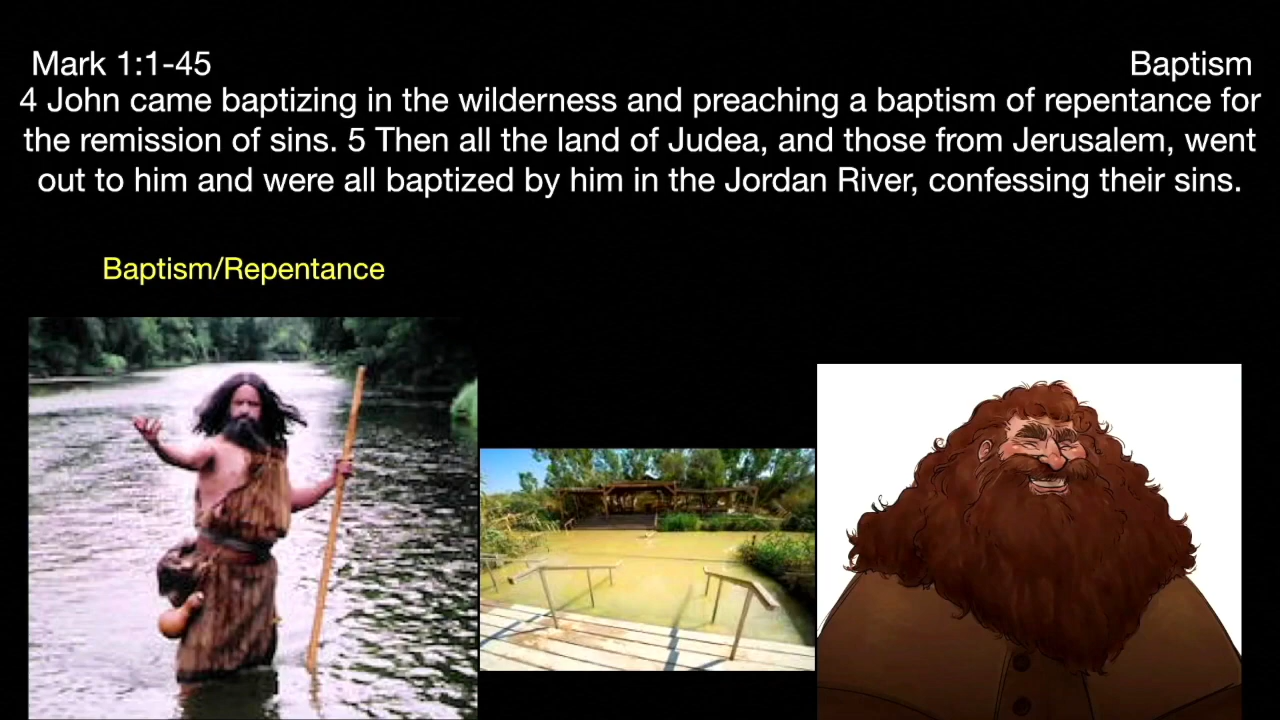 Mark 1:1-45
Baptism
4 John came baptizing in the wilderness and preaching a baptism of repentance for
the remission of sins. 5 Then all the land of Judea, and those from Jerusalem, went
out to him and were all baptized by him in the Jordan River, confessing their sins.
Baptism/Repentance